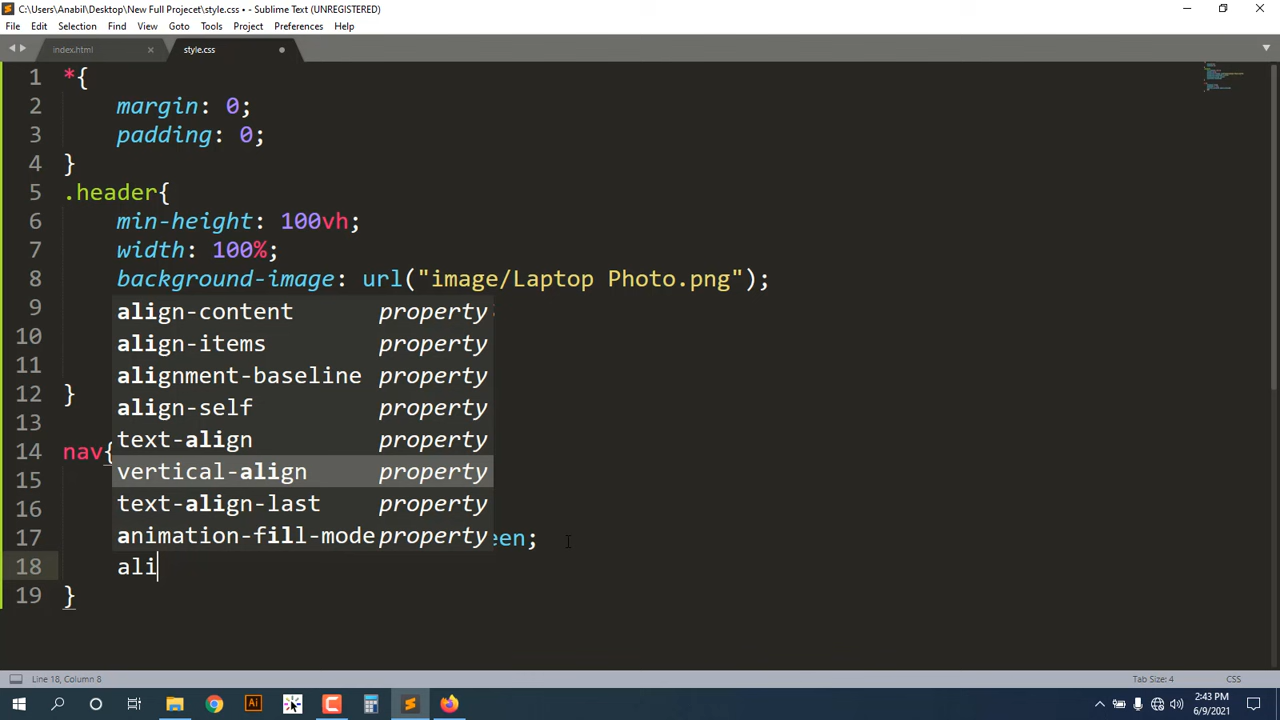 C:\Users\Anabil\Desktop\New Full Projecet\style.css • - Sublime Text (UNREGISTERED)
File Edit Selection Find View Goto Tools Project Preferences Help
index.html style.css
1 *{
2 margin: 0;
3 padding: 0;
4 }
5 .header{
6 min-height: 100vh;
7 width: 100%;
8 background-image: url("image/Laptop Photo.png");
9 align-content property ;
10 align-items property
11 alignment-baseline property
12 } align-self property
13 text-align property
14 nav{ vertical-align property
15
16 text-align-last property
17 animation-fill-mode property een;
18 ali
19 }
Line 18, Column 8 Tab Size: 4 CSS
Ai S 2:43 PM
6/9/2021